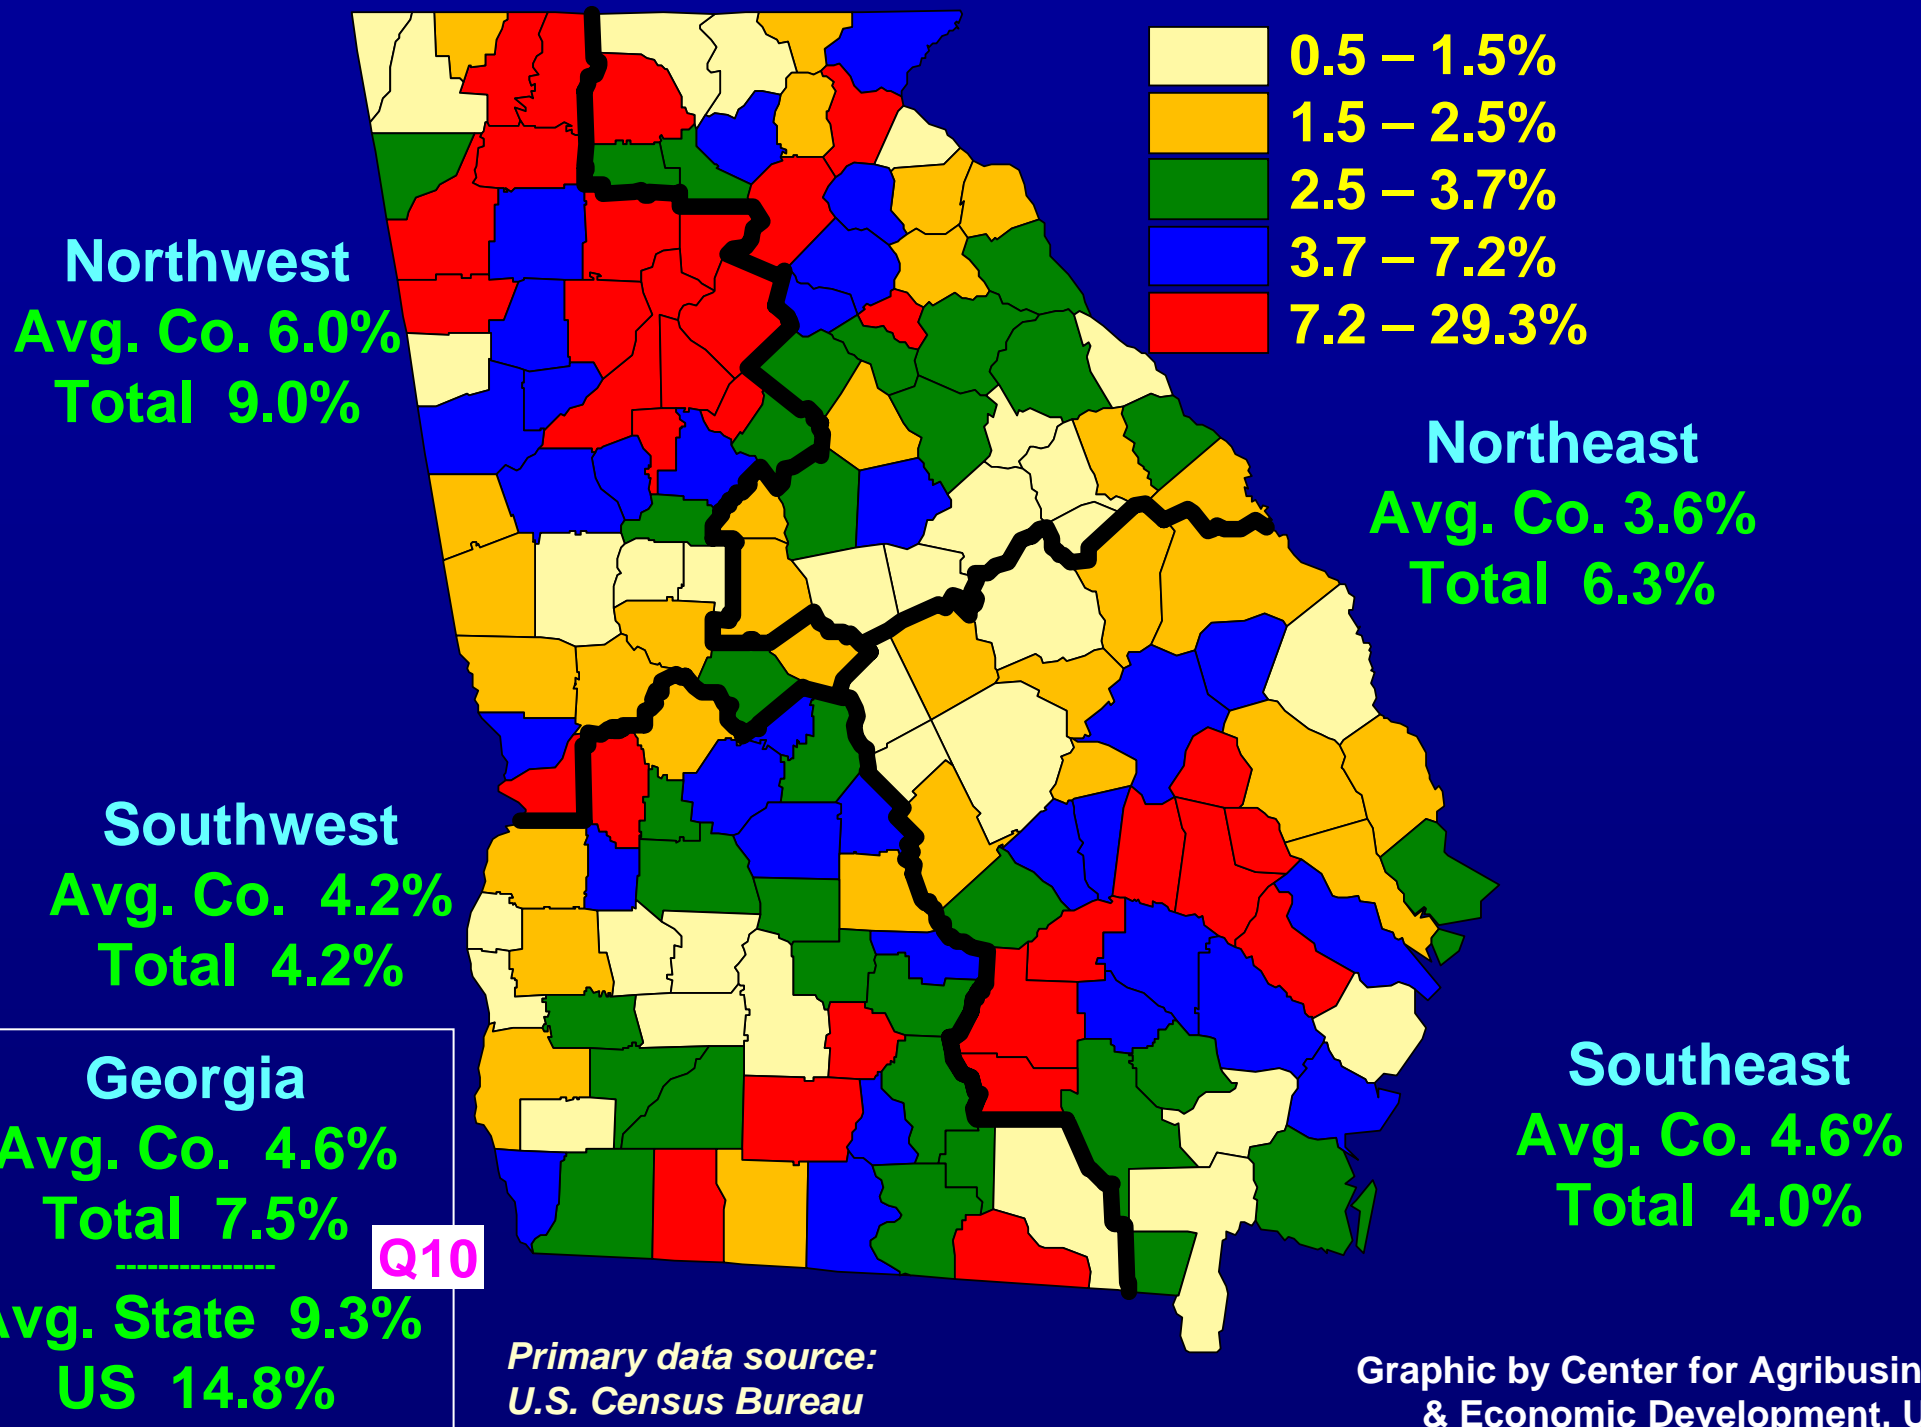 0.5 – 1.5%
1.5 – 2.5%
2.5 – 3.7%
3.7 – 7.2%
7.2 – 29.3%
Northwest
Avg. Co. 6.0%
Total 9.0%
Northeast
Avg. Co. 3.6%
Total 6.3%
Southwest
Avg. Co. 4.2%
Total 4.2%
Southeast
Avg. Co. 4.6%
Total 4.0%
Georgia
Avg. Co. 4.6%
Total 7.5%
---------------
Avg. State 9.3%
US 14.8%
Q10
Primary data source:
U.S. Census Bureau
Graphic by Center for Agribusin
& Economic Development, U